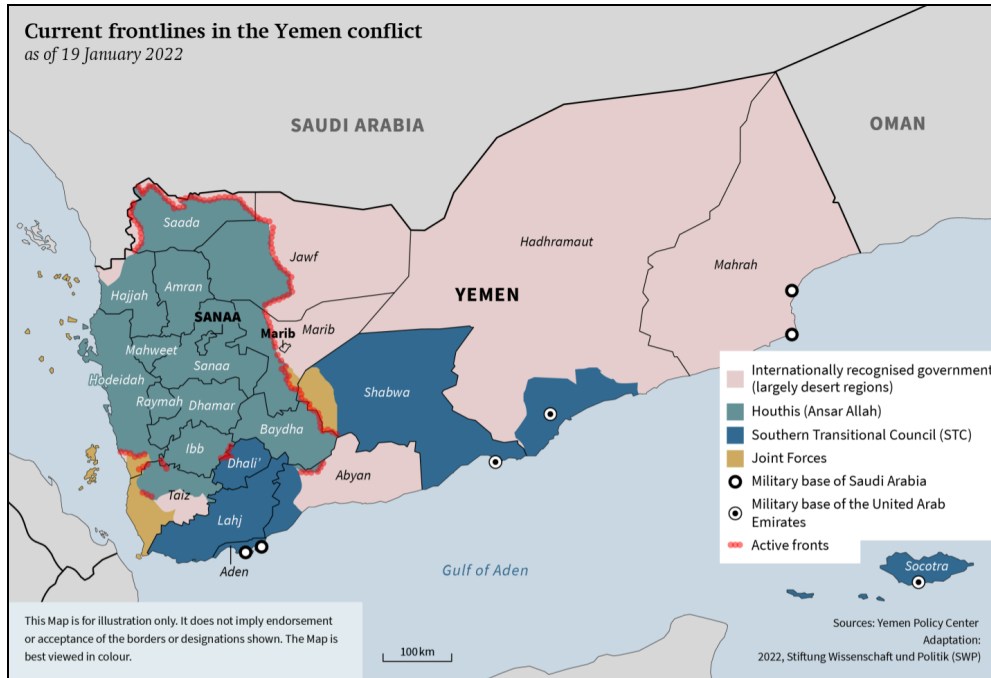 Current frontlines in the Yemen conflict
as of 19 January 2022
SAUDI ARABIA
OMAN
Saada
Jawf
Hadhramaut
Mahrah
Hajjah
Amran
YEMEN
SANAA
Marib
Marib
Mahweet
Sanaa
Hodeidah
Shabwa
Raymah
Dhamar
Baydha
Ibb
Dhali’
Abyan
Taiz
Lahj
Aden
Gulf of Aden
Internationally recognised government
(largely desert regions)
Houthis (Ansar Allah)
Southern Transitional Council (STC)
Joint Forces
Military base of Saudi Arabia
Military base of the United Arab
Emirates
Active fronts
Socotra
This Map is for illustration only. It does not imply endorsement
or acceptance of the borders or designations shown. The Map is
best viewed in colour.
100 km
Sources: Yemen Policy Center
Adaptation:
2022, Stiftung Wissenschaft und Politik (SWP)